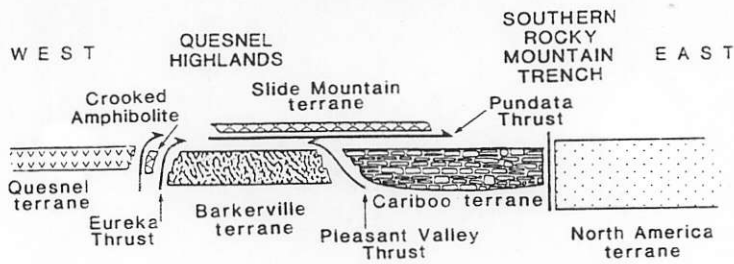 WEST
QUESNEL
HIGHLANDS
SOUTHERN
ROCKY
MOUNTAIN
TRENCH
EAST
Crooked
Amphibolite
Slide Mountain
terrane
Pundata
Thrust
Quesnel
terrane
Eureka
Thrust
Barkerville
terrane
Pleasant Valley
Thrust
Cariboo terrane
North America
terrane